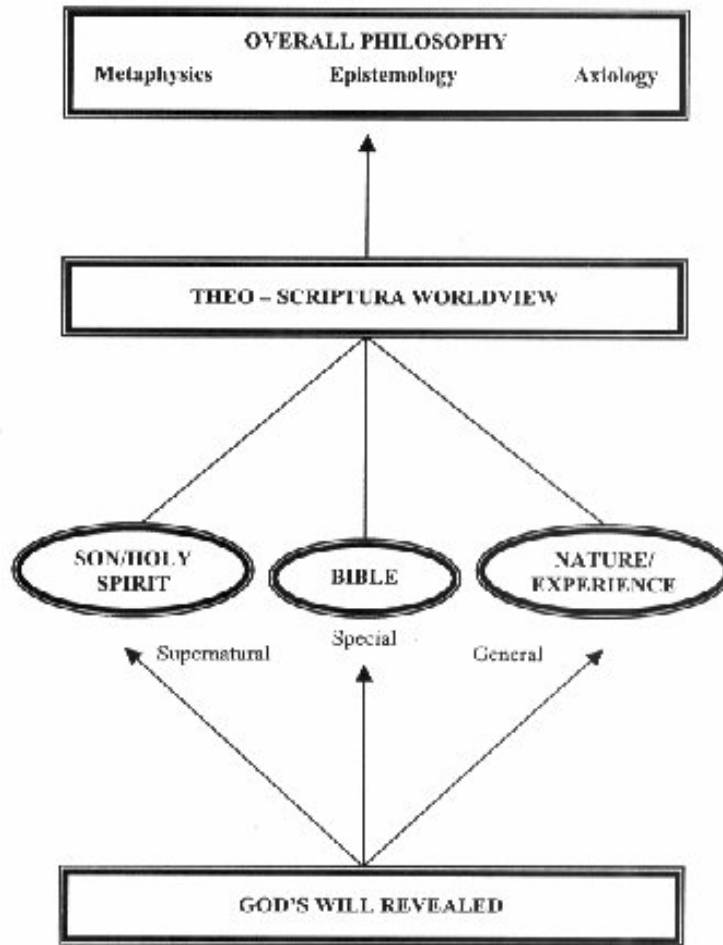 OVERALL PHILOSOPHY
Metaphysics Epistemology Axiology
THEO – SCRIPTURA WORLDVIEW
SON/HOLY
SPIRIT
BIBLE
NATURE/
EXPERIENCE
Supernatural
Special
General
GOD'S WILL REVEALED